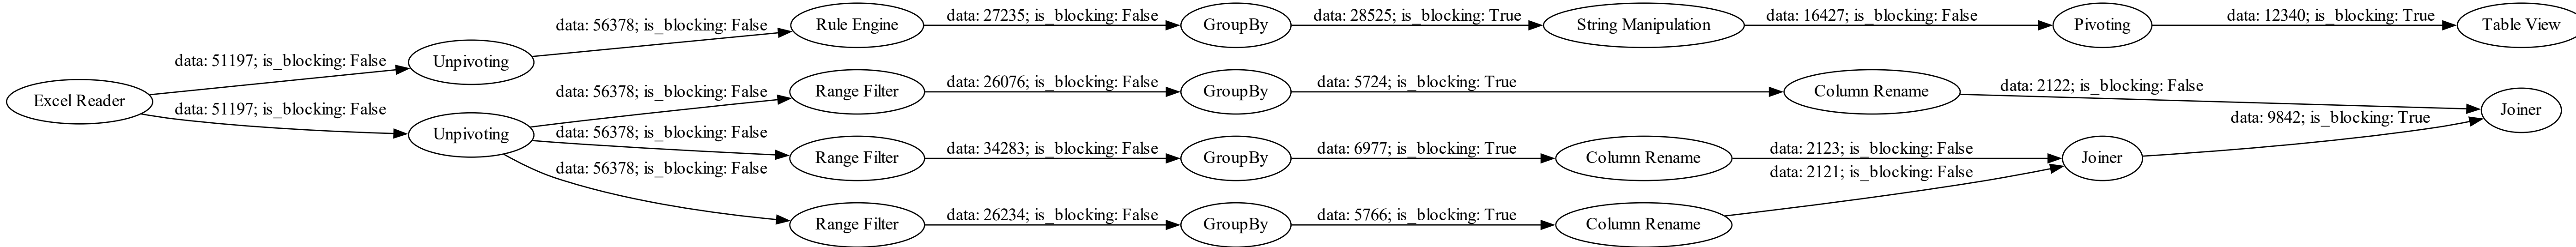 data: 56378; is_blocking: False
Rule Engine
data: 27235; is_blocking: False
GroupBy
data: 28525; is_blocking: True
String Manipulation
data: 16427; is_blocking: False
Pivoting
data: 12340; is_blocking: True
Table View
data: 51197; is_blocking: False
Unpivoting
Excel Reader
data: 51197; is_blocking: False
Unpivoting
data: 56378; is_blocking: False
Range Filter
data: 26076; is_blocking: False
GroupBy
data: 5724; is_blocking: True
Column Rename
data: 2122; is_blocking: False
Joiner
data: 56378; is_blocking: False
Range Filter
data: 34283; is_blocking: False
GroupBy
data: 6977; is_blocking: True
Column Rename
data: 2123; is_blocking: False
Joiner
data: 9842; is_blocking: True
data: 56378; is_blocking: False
Range Filter
data: 26234; is_blocking: False
GroupBy
data: 5766; is_blocking: True
Column Rename
data: 2121; is_blocking: False